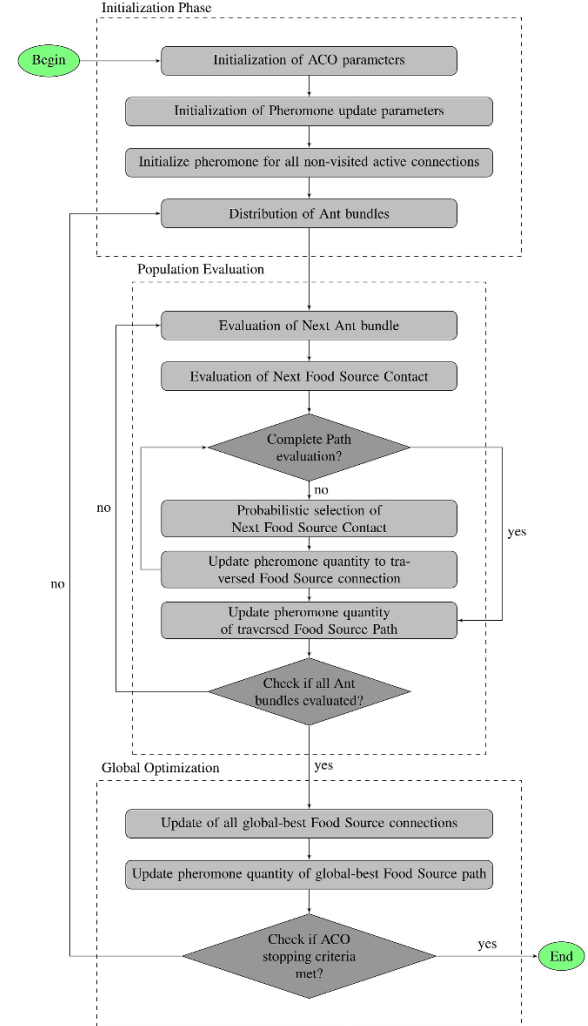 Initialization Phase
Begin
Initialization of ACO parameters
Initialization of Pheromone update parameters
Initialize pheromone for all non-visited active connections
Distribution of Ant bundles
Population Evaluation
Evaluation of Next Ant bundle
Evaluation of Next Food Source Contact
Complete Path
evaluation?
no
Probabilistic selection of
Next Food Source Contact
no
yes
Update pheromone quantity to tra-
versed Food Source connection
no
Update pheromone quantity
of traversed Food Source Path
Check if all Ant
bundles evaluated?
yes
Global Optimization
Update of all global-best Food Source connections
Update pheromone quantity of global-best Food Source path
Check if ACO
stopping criteria
met?
yes
End